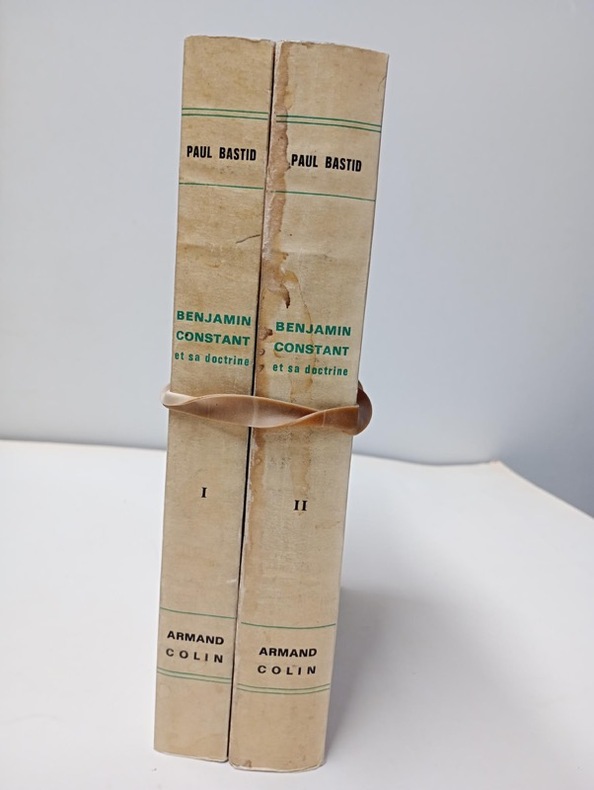 PAUL BASTID
BENJAMIN
CONSTANT
et sa doctrine
I
ARMAND
COLIN
PAUL BASTID
BENJAMIN
CONSTANT
et sa doctrine
II
ARMAND
COLIN